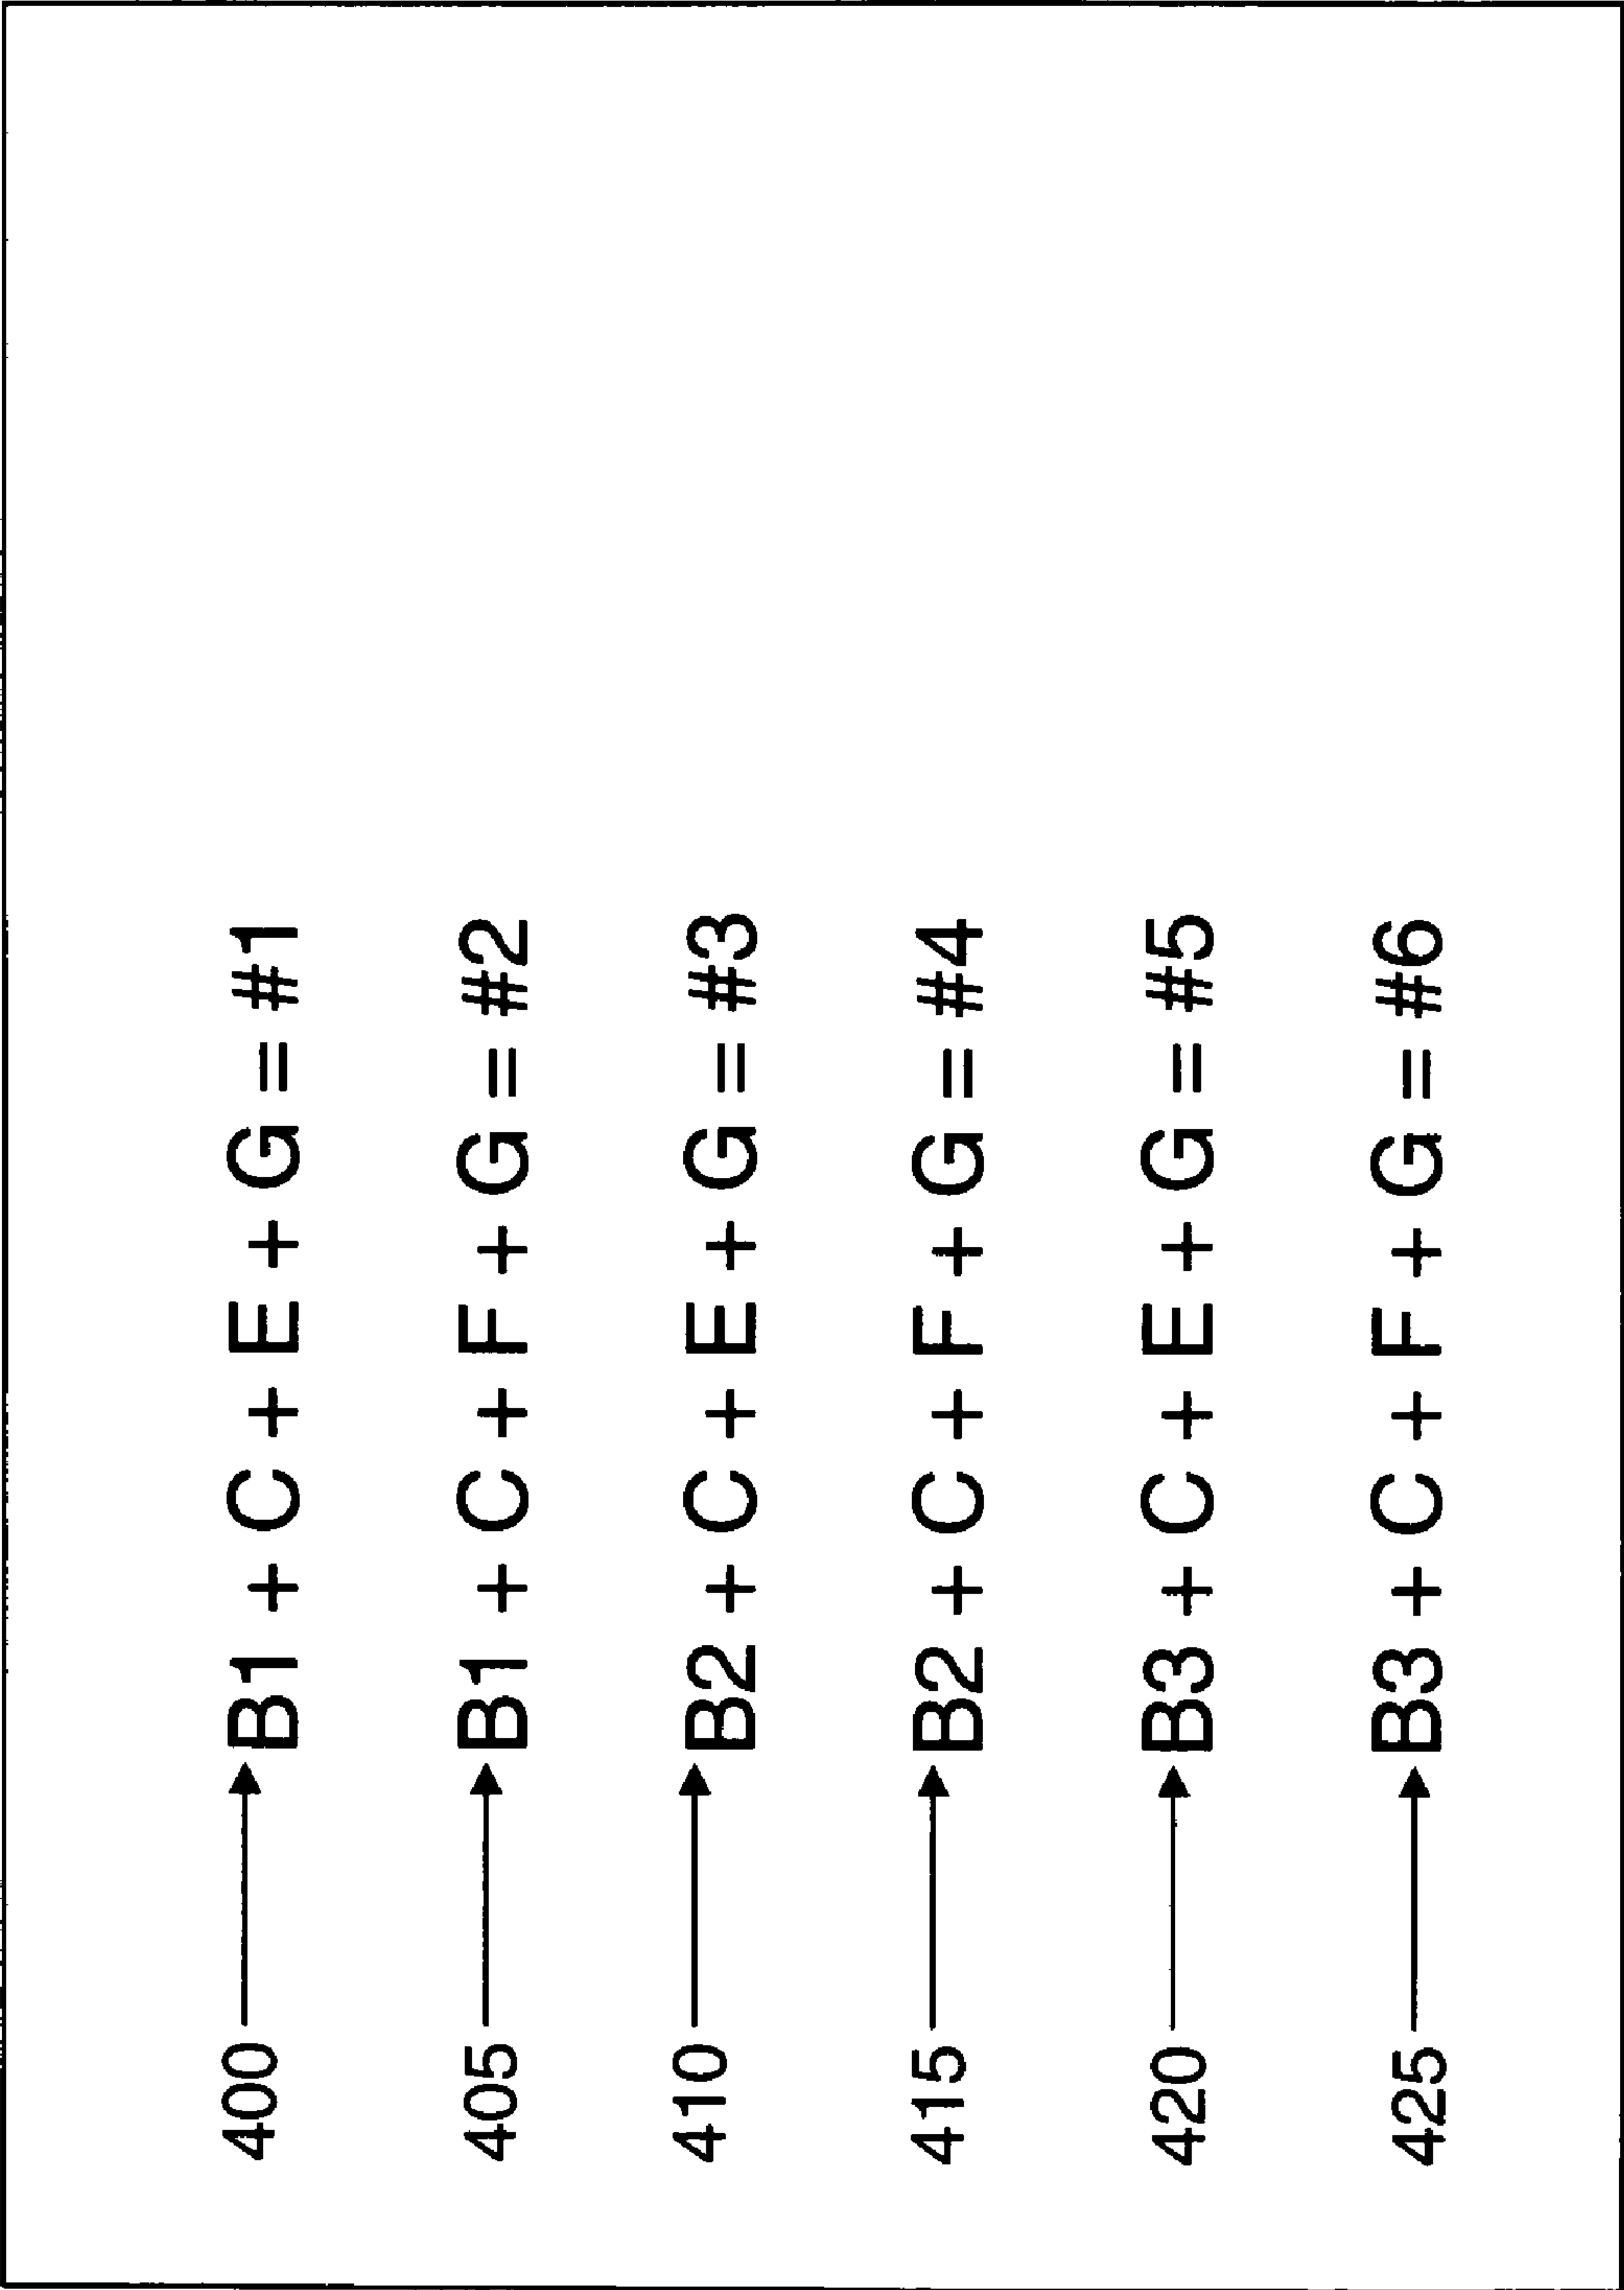 400 B1 + C + E + G = #1
405 B1 + C + F + G = #2
410 B2 + C + E + G = #3
415 B2 + C + F + G = #4
420 B3 + C + E + G = #5
425 B3 + C + F + G = #6